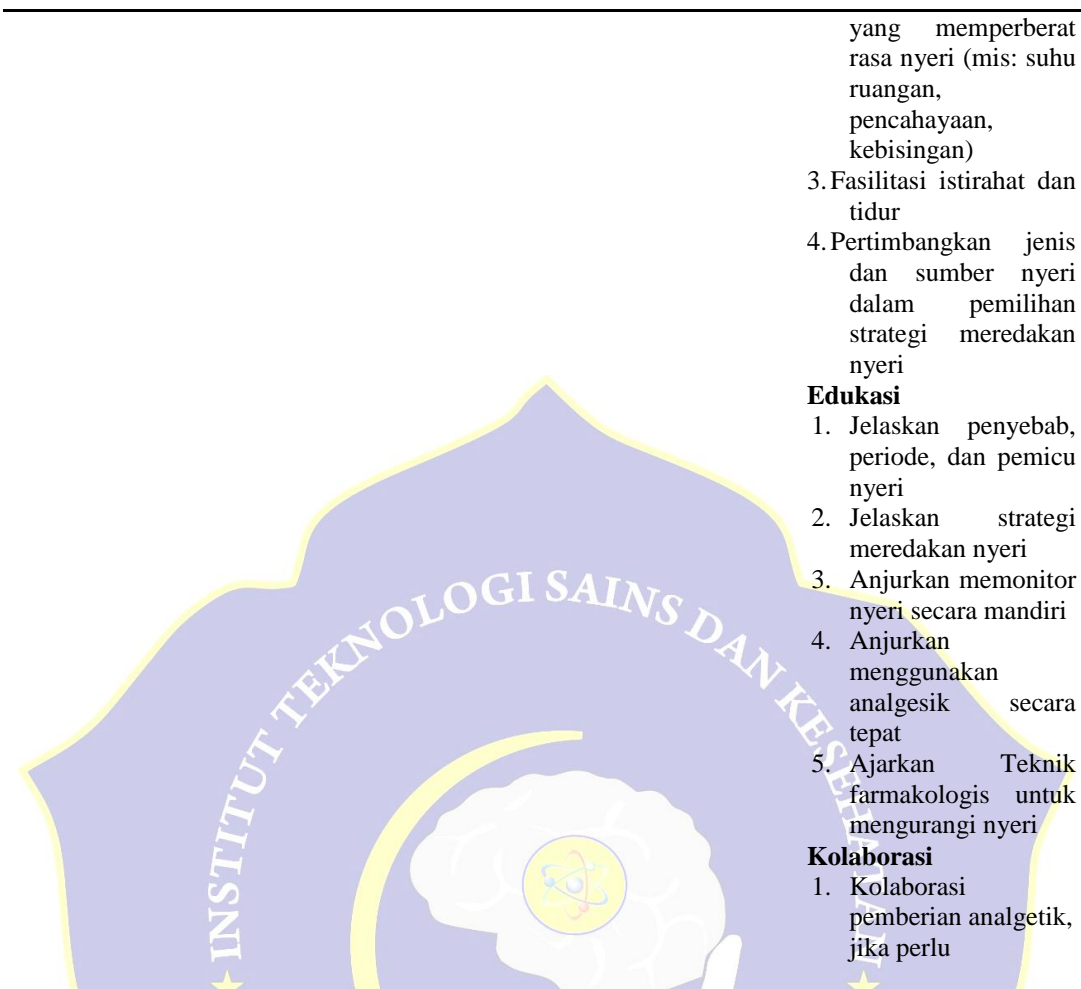 yang memperberat
rasa nyeri (mis: suhu
ruangan,
pencahayaan,
kebisingan)
3. Fasilitasi istirahat dan
tidur
4. Pertimbangkan jenis
dan sumber nyeri
dalam pemilihan
strategi meredakan
nyeri
Edukasi
1. Jelaskan penyebab,
periode, dan pemicu
nyeri
2. Jelaskan strategi
meredakan nyeri
3. Anjurkan memonitor
nyeri secara mandiri
4. Anjurkan
menggunakan
analgesik secara
tepat
5. Ajarkan Teknik
farmakologis untuk
mengurangi nyeri
Kolaborasi
1. Kolaborasi
pemberian analgetik,
jika perlu
INSTITUT TEKNOLOGI SAINS DAN KESEHATAN